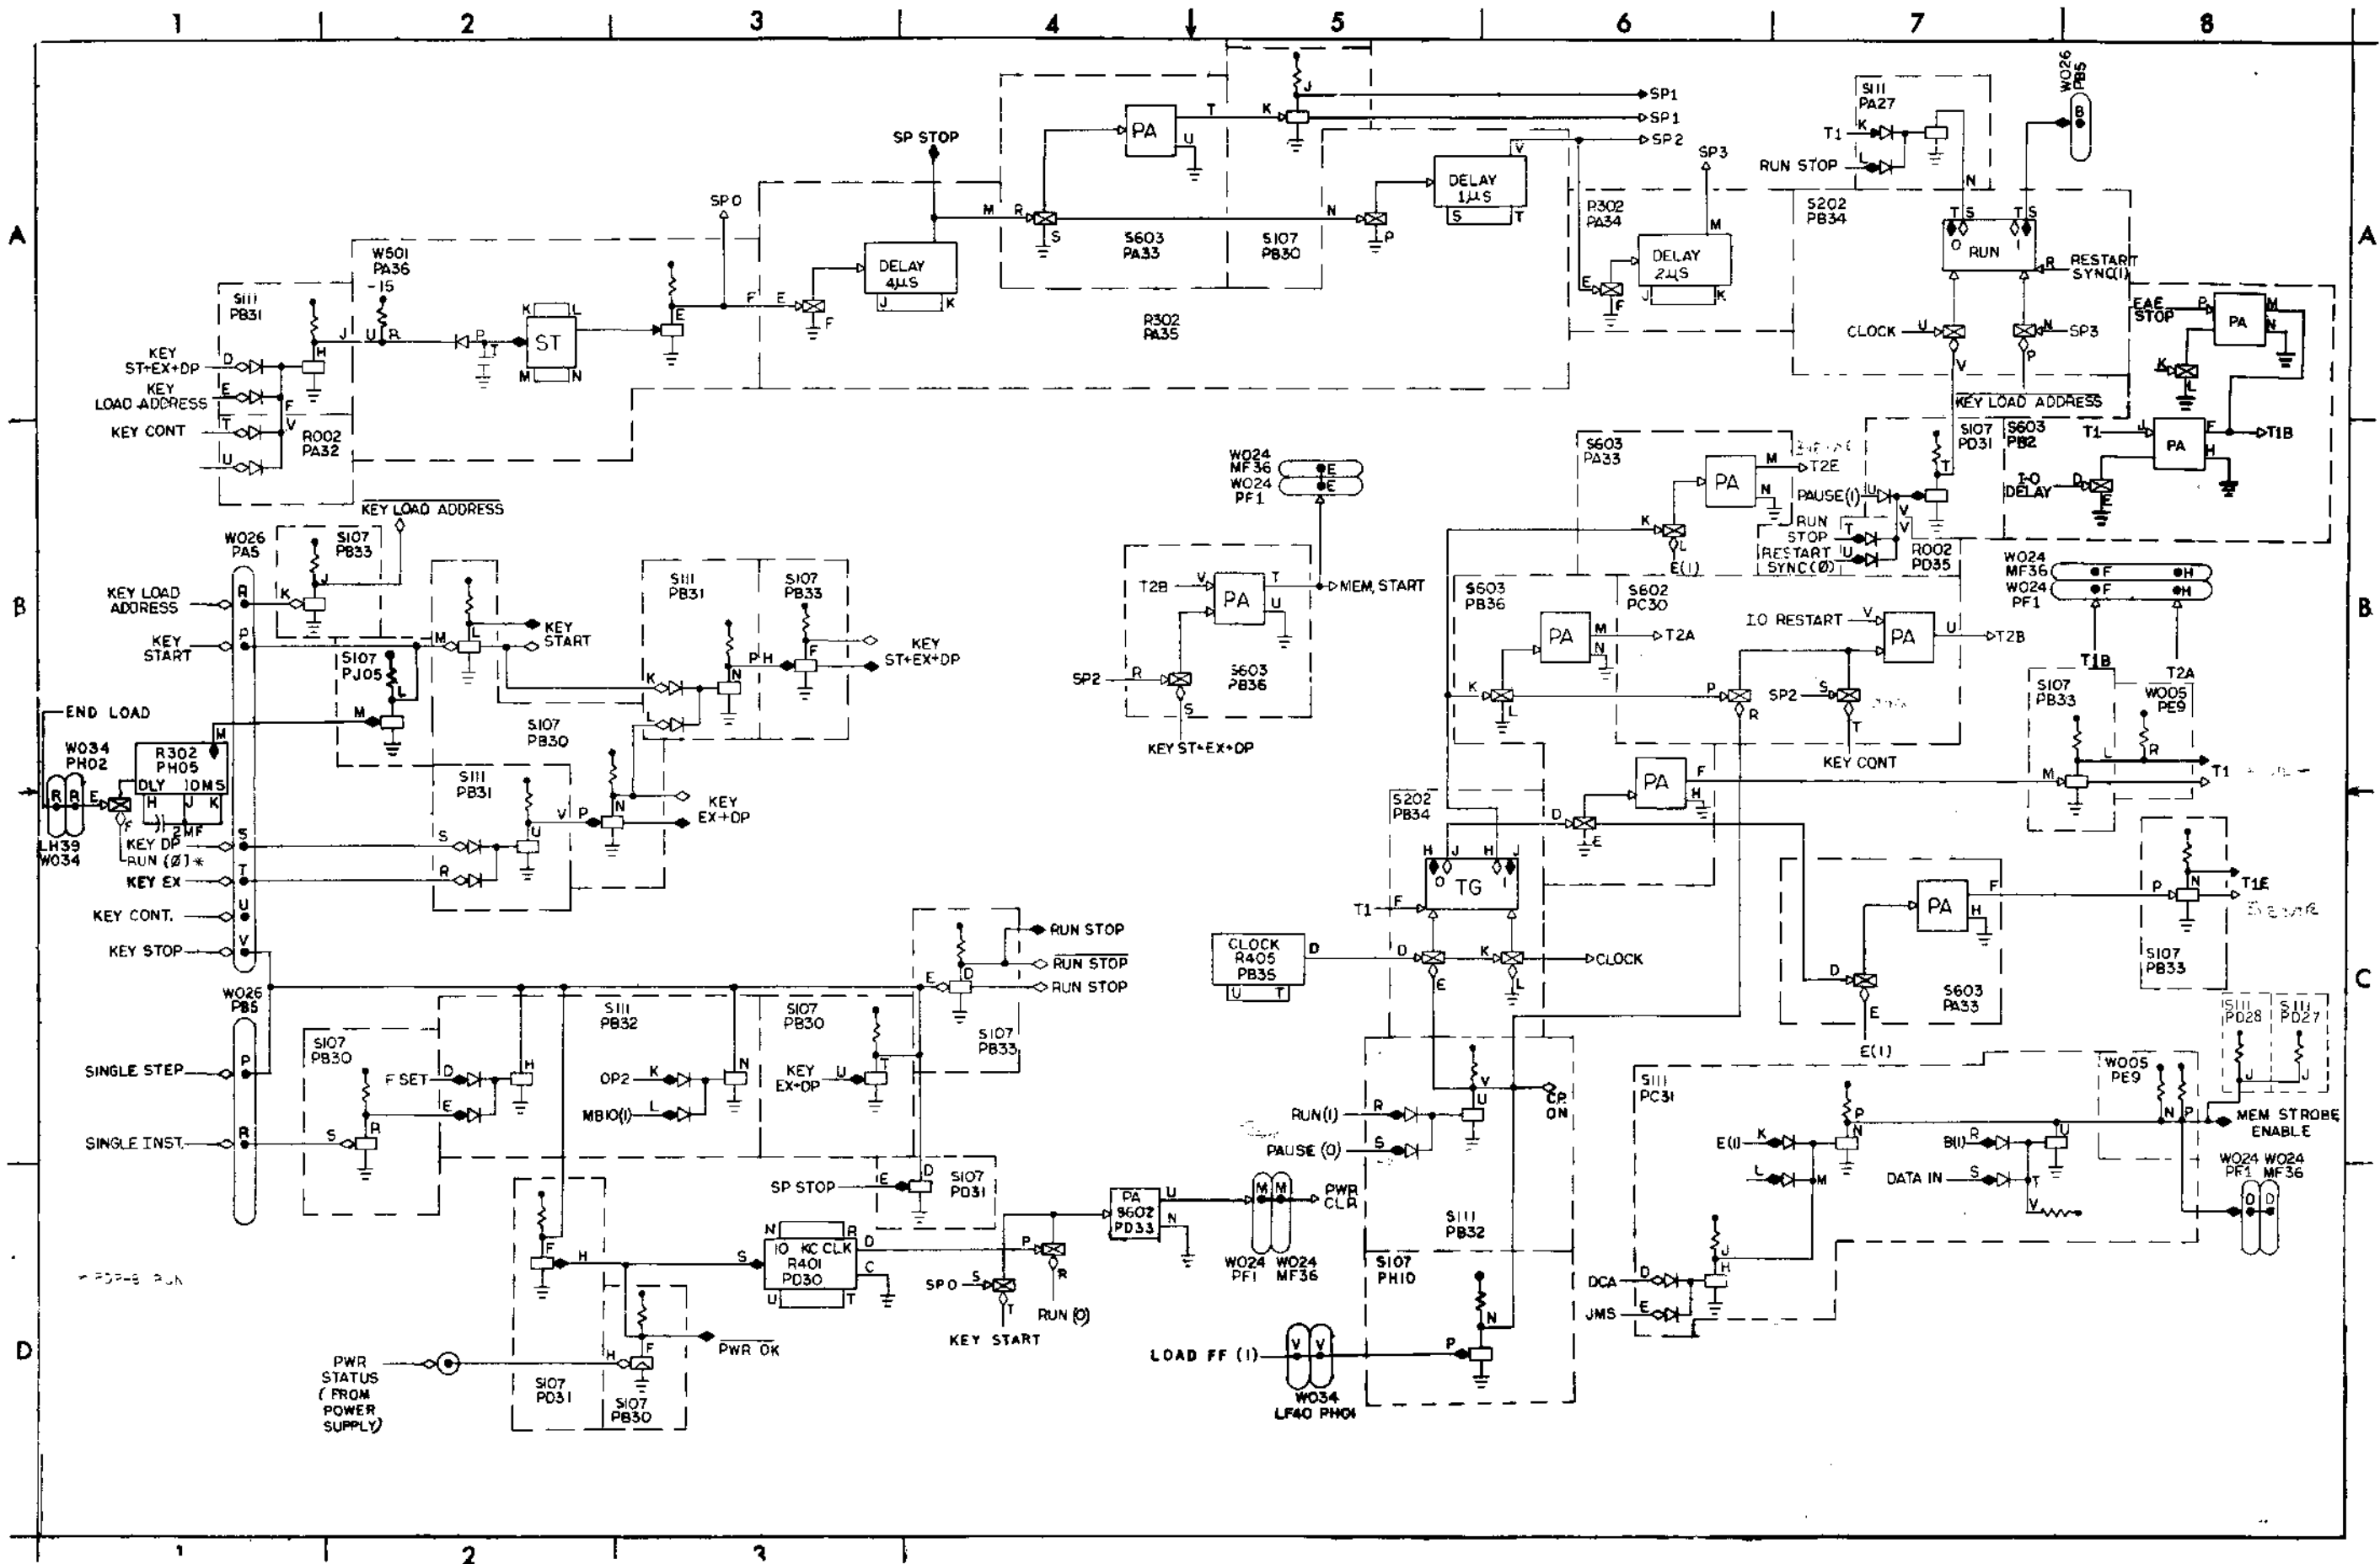 1 2 3 4 5 6 7 8
A
W026
PB5
B
S111
PA27
T1 K
RUN STOP L
N
J
SP1
SP1
SP2
SP3
T K
PA
U
SP STOP
DELAY
1μS
V
S T
M R
S
N
P
S603
PA33
S107
PB30
R302
PA34
M
DELAY
2μS
J K
E
F
S202
PB34
T S T S
0 RUN 1
R RESTART
SYNC(1)
CLOCK U
V
N SP3
P
KEY LOAD ADDRESS
EAE
STOP
P M
PA N
K
L
SP0
W501
PA36
-15
S111
PB31
J U R
H
P
T
K L
ST
M N
E
F E
F
DELAY
4μS
J K
R302
PA35
KEY
ST+EX+DP
D
KEY
LOAD ADDRESS
E
F
KEY CONT
T V
U
R002
PA32
A
B
S603
PA33
M T2E
PA
N
K
L
E(1)
S107
PD31
T
PAUSE(1) U
V
V
RUN
STOP T
RESTART
SYNC(0) U
R002
PD35
S603
PB2
T1 J F T1B
PA
H
I-O
DELAY
D
E
W024
MF36 E
W024
PF1 E
T2B V T MEM, START
PA
U
SP2 R
S
S603
PB36
KEY ST+EX+DP
W026
PA5
S107
PB33
KEY LOAD ADDRESS
KEY LOAD
ADDRESS
R K J
KEY
START
P M L
KEY
START
S107
PJ05
L
M
S107
PB30
S111
PB31
K
L
N P H
S107
PB33
F
KEY
ST+EX+DP
S603
PB36
PA
M T2A
N
K
L
S602
PC30
IO RESTART V
PA U T2B
P
R
SP2 S
T
KEY CONT
W024
MF36 F H
W024
PF1 F H
T1B
T2A
S107
PB33
W005
PE9
M L R
T1
END LOAD
W034
PH02
R R E
F
LH39
W034
R302
PH05
M
DLY 10MS
H J K
2MF
RUN (0)*
KEY DP S
KEY EX T
KEY CONT. U
KEY STOP V
S111
PB31
S
R
U
V P N
KEY
EX+DP
S202
PB34
H J H J
0 TG 1
T1 F
PA
F
H
D
E
CLOCK
R405
PB35
U T
D D K CLOCK
E L
PA
F
H
D
E
S603
PA33
E(1)
P N
T1E
S107
PB33
C
RUN STOP
RUN STOP
RUN STOP
E D
S107
PB33
W026
PB5
SINGLE STEP P
SINGLE INST. R
S107
PB30
S R
S111
PB32
F SET D
E
H
OP2 K
MB10(1) L
N
S107
PB30
KEY
EX+DP
U T
SP STOP E D
S107
PD31
RUN(1) R
PAUSE (0) S
V
U
C.P.
ON
S111
PB32
S111
PC31
E(1) K
L
M
P
N
B(1) R
DATA IN S
T
U
V
W005
PE9
N P
S111
PD28
S111
PD27
J J
MEM STROBE
ENABLE
W024 W024
PF1 MF36
D D
DCA D
JMS E
J
H
D
N R
10 KC CLK
R401
PD30
U T
D
C
F H S
S107
PD31
S107
PB30
PWR OK
H F
PWR
STATUS
( FROM
POWER
SUPPLY)
* PDP-8 RUN
SP0 S
T
KEY START
P
R
RUN(0)
PA
S602
PD33
U
N
M M PWR
CLR
W024 W024
PF1 MF36
S107
PH10
N
P
LOAD FF (1) V V
W034
LF40 PH01
1 2 3